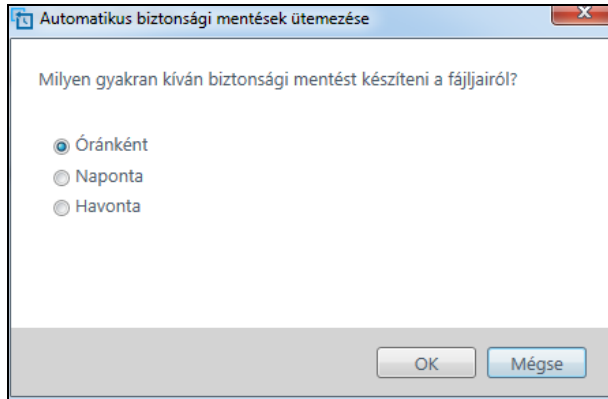 Automatikus biztonsági mentések ütemezése
Milyen gyakran kíván biztonsági mentést készíteni a fájljairól?
Óránként
Naponta
Havonta
OK Mégse